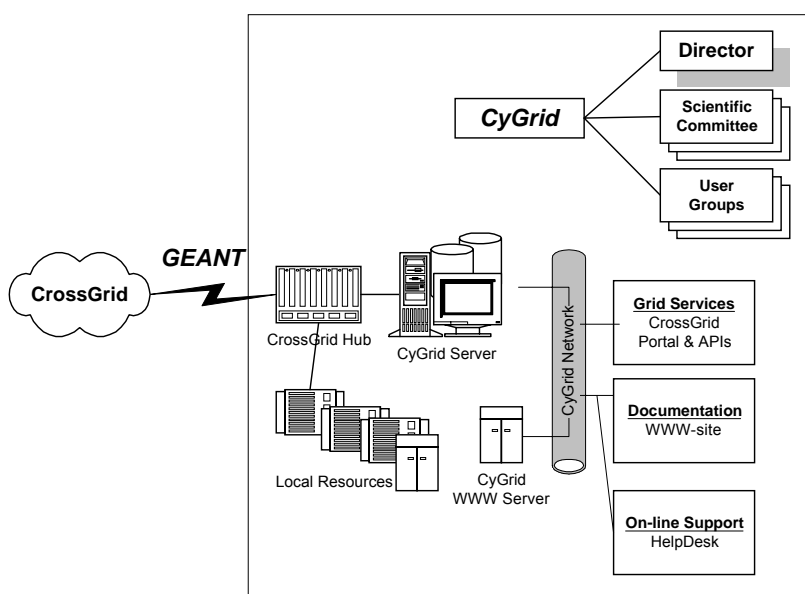 Director
CyGrid
Scientific
Committee
User
Groups
GEANT
CrossGrid
CrossGrid Hub
CyGrid Server
CyGrid Network
Grid Services
CrossGrid
Portal & APIs
Documentation
WWW-site
Local Resources
CyGrid
WWW Server
On-line Support
HelpDesk